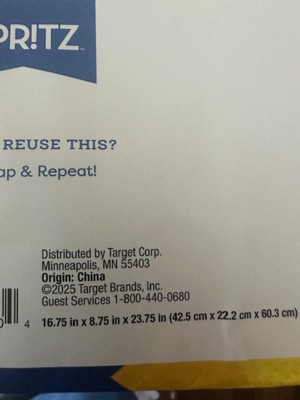 PR!TZ
REUSE THIS?
ap & Repeat!
Distributed by Target Corp.
Minneapolis, MN 55403
Origin: China
©2025 Target Brands, Inc.
Guest Services 1-800-440-0680
0 4
16.75 in x 8.75 in x 23.75 in (42.5 cm x 22.2 cm x 60.3 cm)